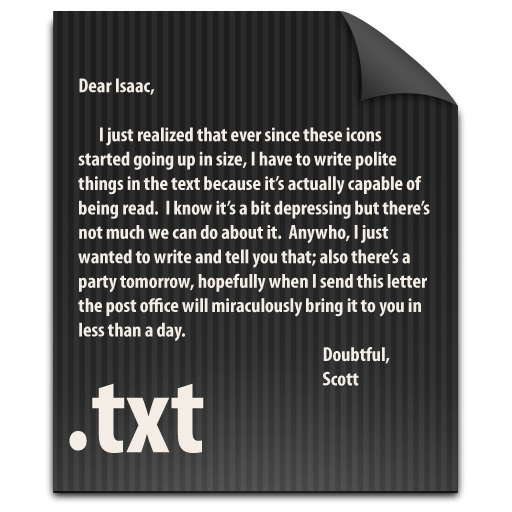 Dear Isaac,
I just realized that ever since these icons
started going up in size, I have to write polite
things in the text because it's actually capable of
being read.  I know it's a bit depressing but there's
not much we can do about it.  Anywho, I just
wanted to write and tell you that; also there's a
party tomorrow, hopefully when I send this letter
the post office will miraculously bring it to you in
less than a day.
Doubtful,
Scott
.txt